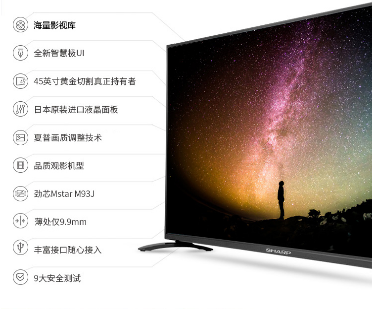 海量影视库
全新智慧极UI
45英寸黄金切割真正持有者
日本原装进口液晶面板
夏普画质调整技术
品质观影机型
劲芯Mstar M93J
薄处仅9.9mm
丰富接口随心接入
9大安全测试
SHARP